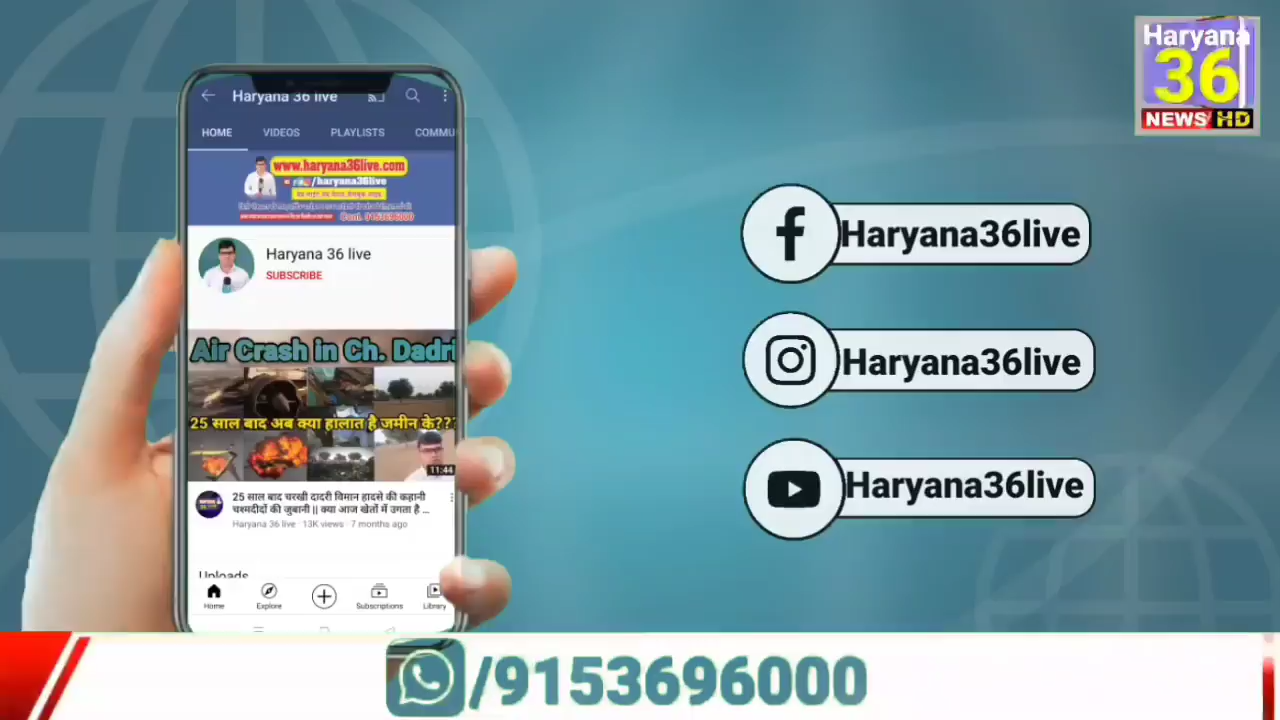 Haryana
36
NEWS HD
Haryana 36 live
HOME VIDEOS PLAYLISTS COMMU
www.haryana36live.com
/haryana36live
Cont. 9153696000
Haryana 36 live
SUBSCRIBE
Air Crash in Ch. Dadri
25 साल बाद अब क्या हालात है जमीन के???
11:44
25 साल बाद चरखी दादरी विमान हादसे की कहानी
चश्मदीदों की जुबानी || क्या आज खेतों में उगता है ...
Haryana 36 live · 13K views · 7 months ago
Uploads
Home Explore Subscriptions Library
Haryana36live
Haryana36live
Haryana36live
/9153696000